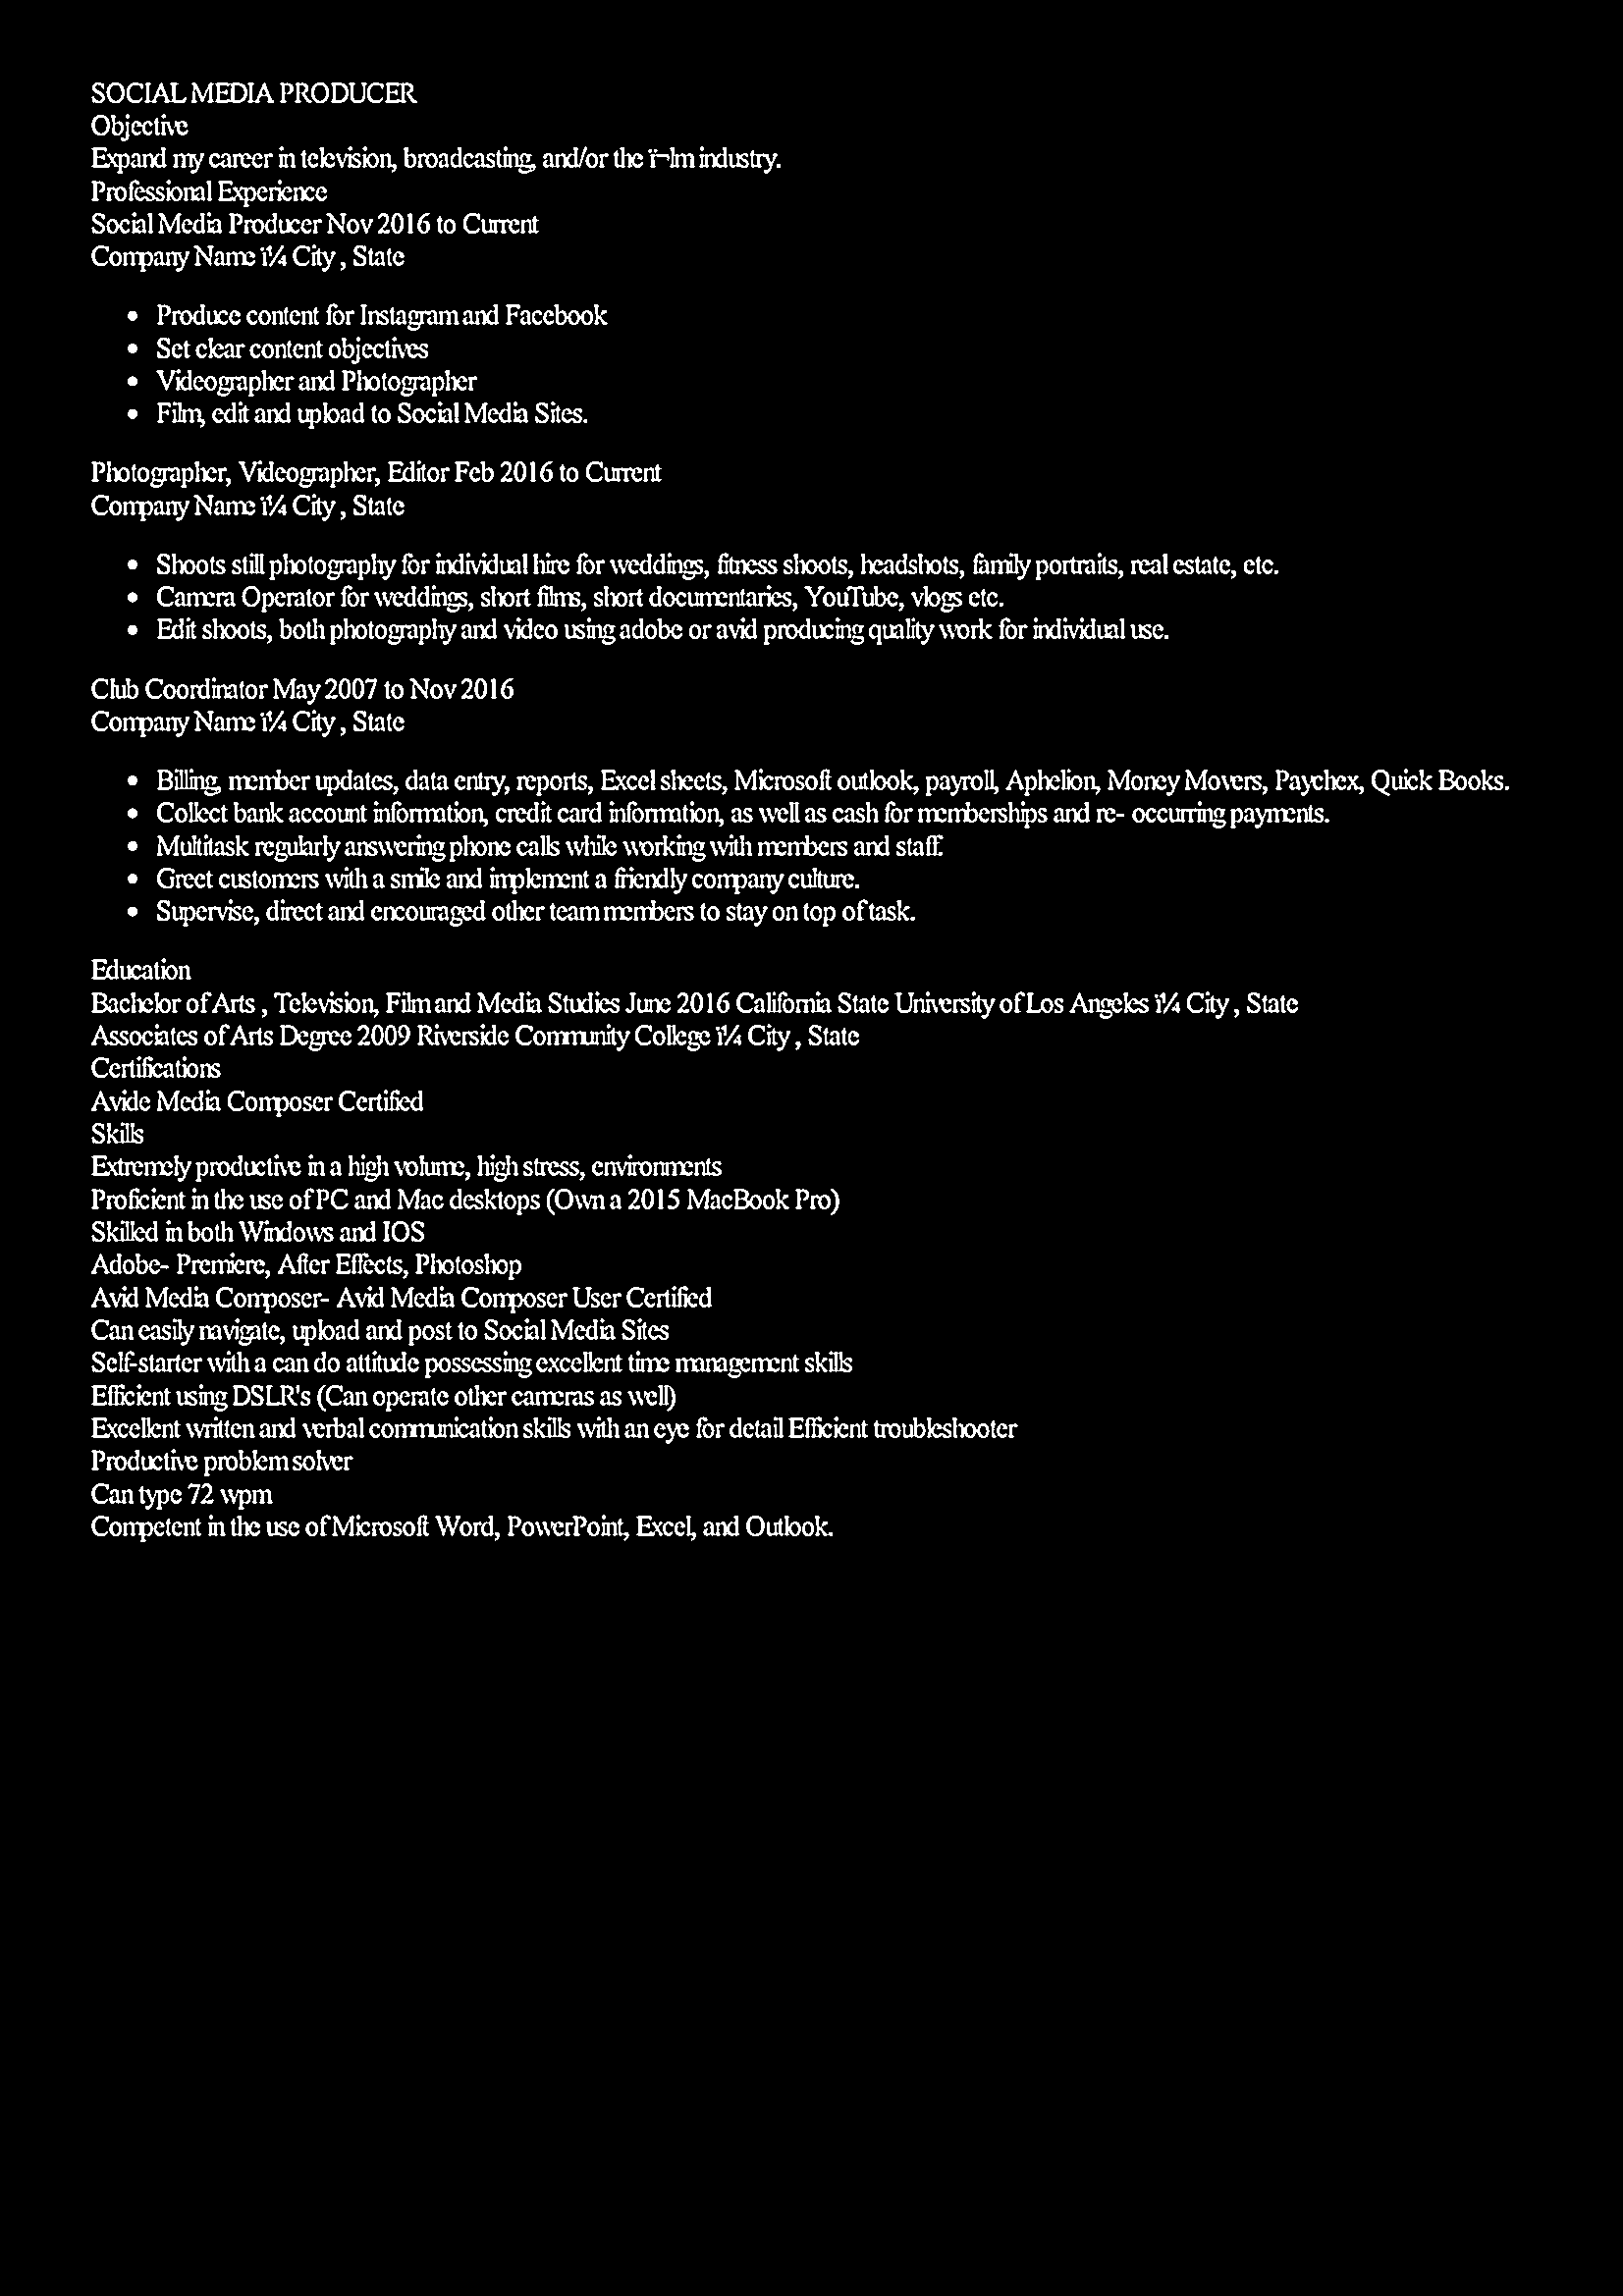 SOCIAL MEDIA PRODUCER
Objective
Expand my career in television, broadcasting, and/or the ï¬lm industry.
Professional Experience
Social Media Producer Nov 2016 to Current
Company Name ï¼ City , State
• Produce content for Instagram and Facebook
• Set clear content objectives
• Videographer and Photographer
• Film, edit and upload to Social Media Sites.
Photographer, Videographer, Editor Feb 2016 to Current
Company Name ï¼ City , State
• Shoots still photography for individual hire for weddings, fitness shoots, headshots, family portraits, real estate, etc.
• Camera Operator for weddings, short films, short documentaries, YouTube, vlogs etc.
• Edit shoots, both photography and video using adobe or avid producing quality work for individual use.
Club Coordinator May 2007 to Nov 2016
Company Name ï¼ City , State
• Billing, member updates, data entry, reports, Excel sheets, Microsoft outlook, payroll, Aphelion, Money Movers, Paychex, Quick Books.
• Collect bank account information, credit card information, as well as cash for memberships and re- occurring payments.
• Multitask regularly answering phone calls while working with members and staff.
• Greet customers with a smile and implement a friendly company culture.
• Supervise, direct and encouraged other team members to stay on top of task.
Education
Bachelor of Arts , Television, Film and Media Studies June 2016 California State University of Los Angeles ï¼ City , State
Associates of Arts Degree 2009 Riverside Community College ï¼ City , State
Certifications
Avide Media Composer Certified
Skills
Extremely productive in a high volume, high stress, environments
Proficient in the use of PC and Mac desktops (Own a 2015 MacBook Pro)
Skilled in both Windows and IOS
Adobe- Premiere, After Effects, Photoshop
Avid Media Composer- Avid Media Composer User Certified
Can easily navigate, upload and post to Social Media Sites
Self-starter with a can do attitude possessing excellent time management skills
Efficient using DSLR's (Can operate other cameras as well)
Excellent written and verbal communication skills with an eye for detail Efficient troubleshooter
Productive problem solver
Can type 72 wpm
Competent in the use of Microsoft Word, PowerPoint, Excel, and Outlook.